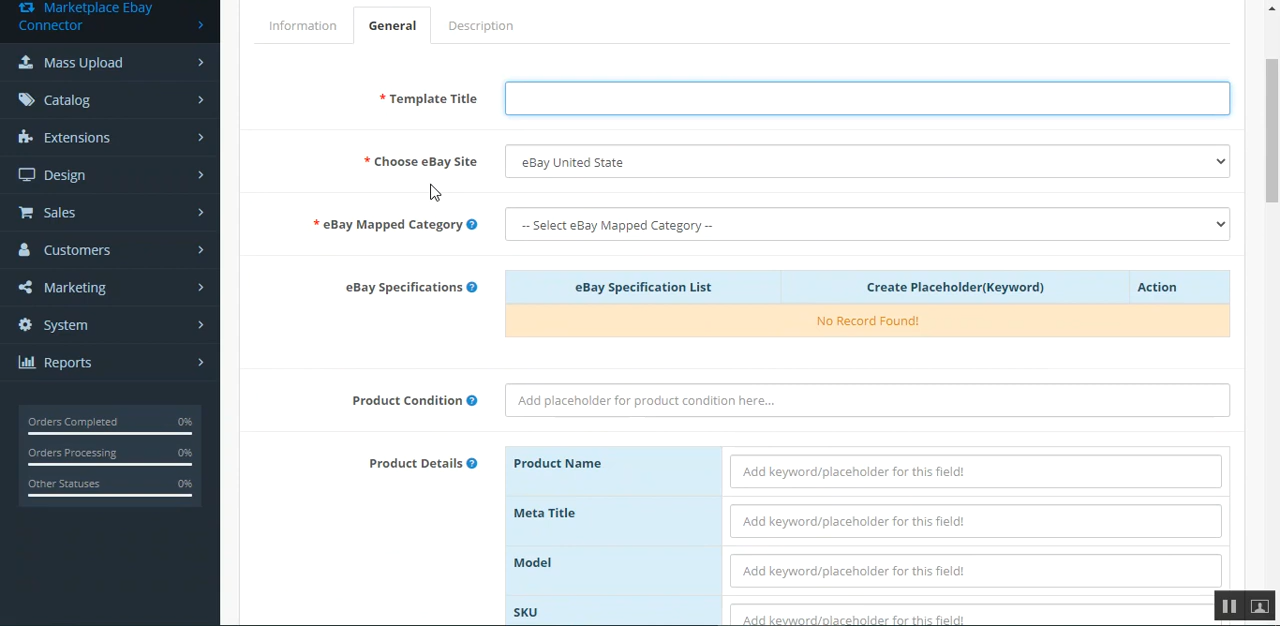 Marketplace Ebay
Connector
Mass Upload
Catalog
Extensions
Design
Sales
Customers
Marketing
System
Reports
Orders Completed 0%
Orders Processing 0%
Other Statuses 0%
Information General Description
* Template Title
* Choose eBay Site eBay United State
* eBay Mapped Category ? -- Select eBay Mapped Category --
eBay Specifications ? eBay Specification List Create Placeholder(Keyword) Action
No Record Found!
Product Condition ? Add placeholder for product condition here...
Product Details ? Product Name Add keyword/placeholder for this field!
Meta Title Add keyword/placeholder for this field!
Model Add keyword/placeholder for this field!
SKU Add keyword/placeholder for this field!